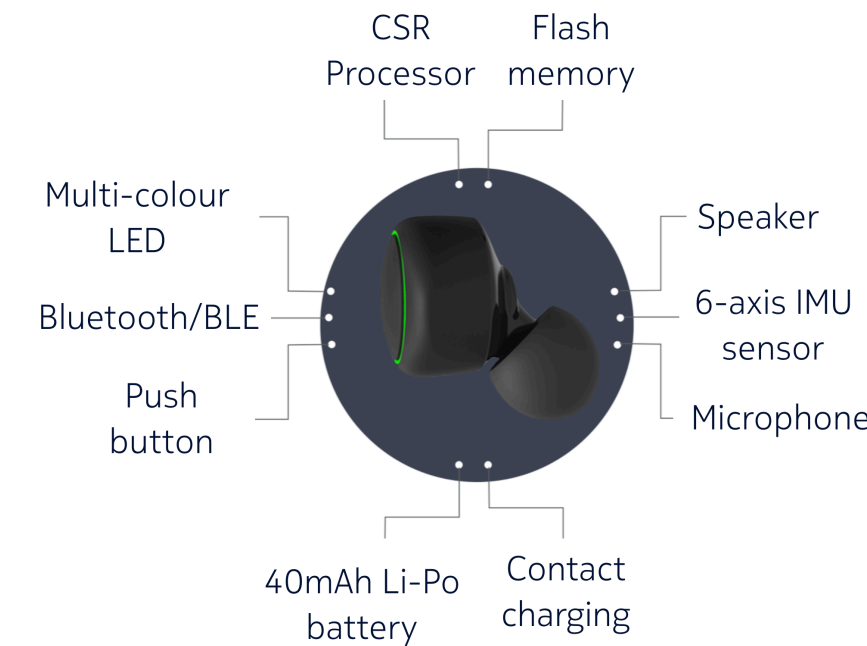 CSR
Processor
Flash
memory
Multi-colour
LED
Speaker
Bluetooth/BLE
6-axis IMU
sensor
Push
button
Microphone
40mAh Li-Po
battery
Contact
charging